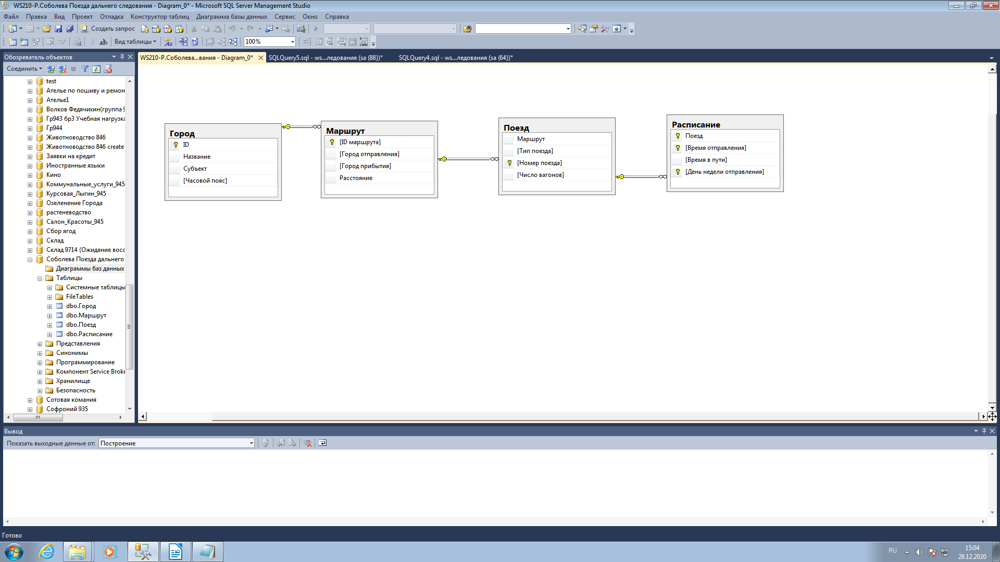 WS210-P.Соболева Поезда дальнего следования - Diagram_0* - Microsoft SQL Server Management Studio
Файл Правка Вид Проект Отладка Конструктор таблиц Диаграмма базы данных Сервис Окно Справка
Создать запрос
Вид таблицы 100%
Обозреватель объектов
WS210-P.Соболева...вания - Diagram_0* SQLQuery5.sql - ws...ледования (sa (88))* SQLQuery4.sql - ws...ледования (sa (64))*
Соединить
test
Ателье по пошиву и ремон
Ателье1
Волков Федячихин(группа 9
Гр943 бр3 Учебная нагрузка
Гр944
Животноводство 846
Животноводство 846 create
Заявки на кредит
Иностранные языки
Кино
Коммунальные_услуги_945
Курсовая_Лыгин_945
Озеленение Города
растеневодство
Салон_Красоты_945
Сбор ягод
Склад
Склад 9714 (Ожидание восс
Соболева Поезда дальнего
Диаграммы баз данных
Таблицы
Системные таблицы
FileTables
dbo.Город
dbo.Маршрут
dbo.Поезд
dbo.Расписание
Представления
Синонимы
Программирование
Компонент Service Broke
Хранилище
Безопасность
Сотовая комания
Софроний 935
Город
ID
Название
Субъект
[Часовой пояс]
Маршрут
[ID маршрута]
[Город отправления]
[Город прибытия]
Расстояние
Поезд
Маршрут
[Тип поезда]
[Номер поезда]
[Число вагонов]
Расписание
Поезд
[Время отправления]
[Время в пути]
[День недели отправления]
Вывод
Показать выходные данные от: Построение
Готово
RU
15:04
28.12.2020